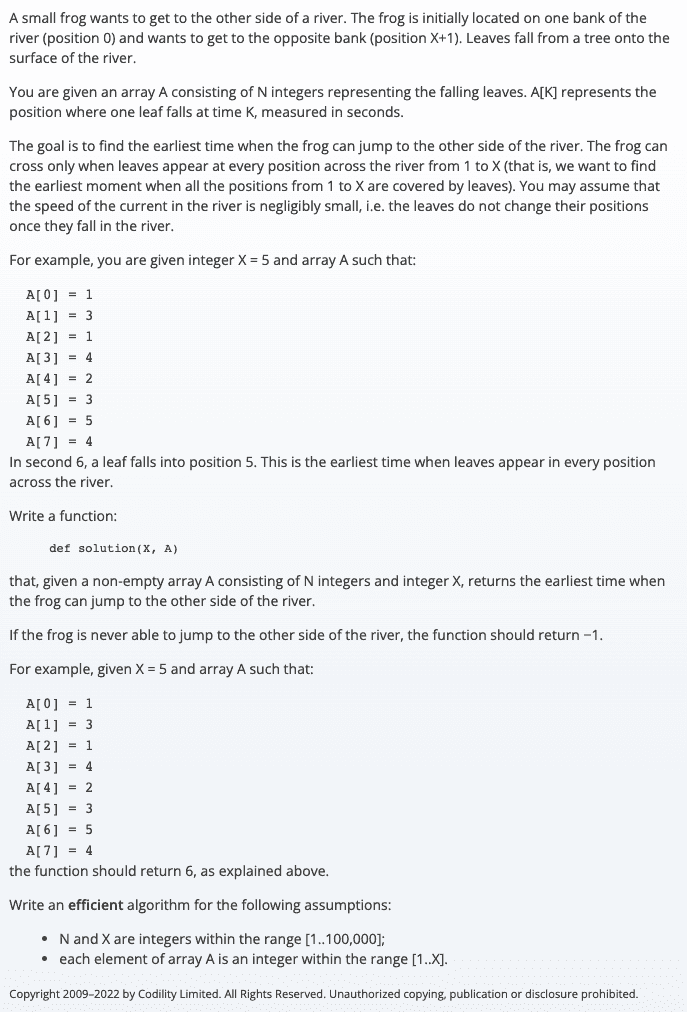 A small frog wants to get to the other side of a river. The frog is initially located on one bank of the
river (position 0) and wants to get to the opposite bank (position X+1). Leaves fall from a tree onto the
surface of the river.
You are given an array A consisting of N integers representing the falling leaves. A[K] represents the
position where one leaf falls at time K, measured in seconds.
The goal is to find the earliest time when the frog can jump to the other side of the river. The frog can
cross only when leaves appear at every position across the river from 1 to X (that is, we want to find
the earliest moment when all the positions from 1 to X are covered by leaves). You may assume that
the speed of the current in the river is negligibly small, i.e. the leaves do not change their positions
once they fall in the river.
For example, you are given integer X = 5 and array A such that:
A[0] = 1
A[1] = 3
A[2] = 1
A[3] = 4
A[4] = 2
A[5] = 3
A[6] = 5
A[7] = 4
In second 6, a leaf falls into position 5. This is the earliest time when leaves appear in every position
across the river.
Write a function:
def solution(X, A)
that, given a non-empty array A consisting of N integers and integer X, returns the earliest time when
the frog can jump to the other side of the river.
If the frog is never able to jump to the other side of the river, the function should return −1.
For example, given X = 5 and array A such that:
A[0] = 1
A[1] = 3
A[2] = 1
A[3] = 4
A[4] = 2
A[5] = 3
A[6] = 5
A[7] = 4
the function should return 6, as explained above.
Write an efficient algorithm for the following assumptions:
• N and X are integers within the range [1..100,000];
• each element of array A is an integer within the range [1..X].
Copyright 2009–2022 by Codility Limited. All Rights Reserved. Unauthorized copying, publication or disclosure prohibited.